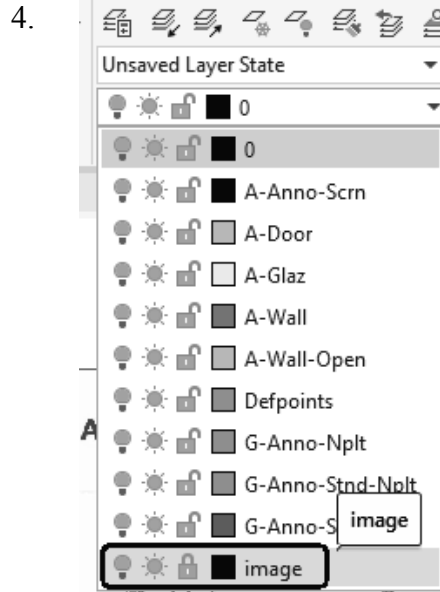 4.
Unsaved Layer State
0
0
A-Anno-Scrn
A-Door
A-Glaz
A-Wall
A-Wall-Open
Defpoints
G-Anno-Nplt
G-Anno-Stnd-Nplt
G-Anno-S
image
image